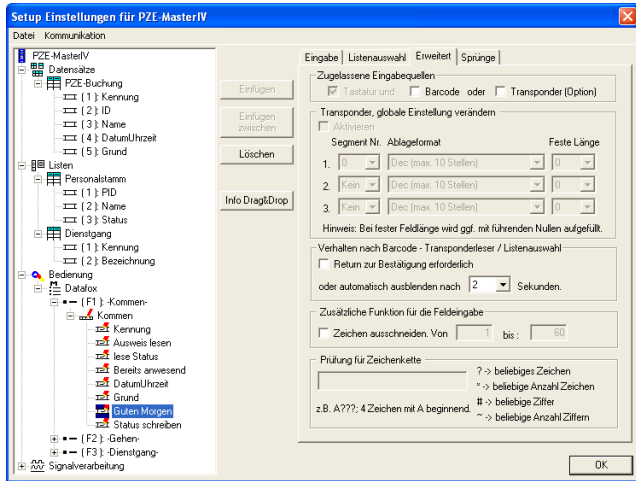 Setup Einstellungen für PZE-MasterIV
Datei Kommunikation
PZE-MasterIV
Datensätze
PZE-Buchung
( 1 ): Kennung
( 2 ): ID
( 3 ): Name
( 4 ): DatumUhrzeit
( 5 ): Grund
Listen
Personalstamm
( 1 ): PID
( 2 ): Name
( 3 ): Status
Dienstgang
( 1 ): Kennung
( 2 ): Bezeichnung
Bedienung
Datafox
( F1 ): -Kommen-
Kommen
Kennung
Ausweis lesen
lese Status
Bereits anwesend
DatumUhrzeit
Grund
Guten Morgen
Status schreiben
( F2 ): -Gehen-
( F3 ): -Dienstgang-
Signalverarbeitung
Einfügen
Einfügen
zwischen
Löschen
Info Drag&Drop
Eingabe Listenauswahl Erweitert Sprünge
Zugelassene Eingabequellen
Tastatur und Barcode oder Transponder (Option)
Transponder, globale Einstellung verändern
Aktivieren
Segment Nr. Ablageformat Feste Länge
1. 0 Dec (max. 10 Stellen) 0
2. Kein Dec (max. 10 Stellen) 0
3. Kein Dec (max. 10 Stellen) 0
Hinweis: Bei fester Feldlänge wird ggf. mit führenden Nullen aufgefüllt.
Verhalten nach Barcode - Transponderleser / Listenauswahl
Return zur Bestätigung erforderlich
oder automatisch ausblenden nach 2 Sekunden.
Zusätzliche Funktion für die Feldeingabe
Zeichen ausschneiden. Von 1 bis : 60
Prüfung für Zeichenkette
? -> beliebiges Zeichen
* -> beliebige Anzahl Zeichen
# -> beliebige Ziffer
~ -> beliebige Anzahl Ziffern
z.B. A???; 4 Zeichen mit A beginnend.
OK